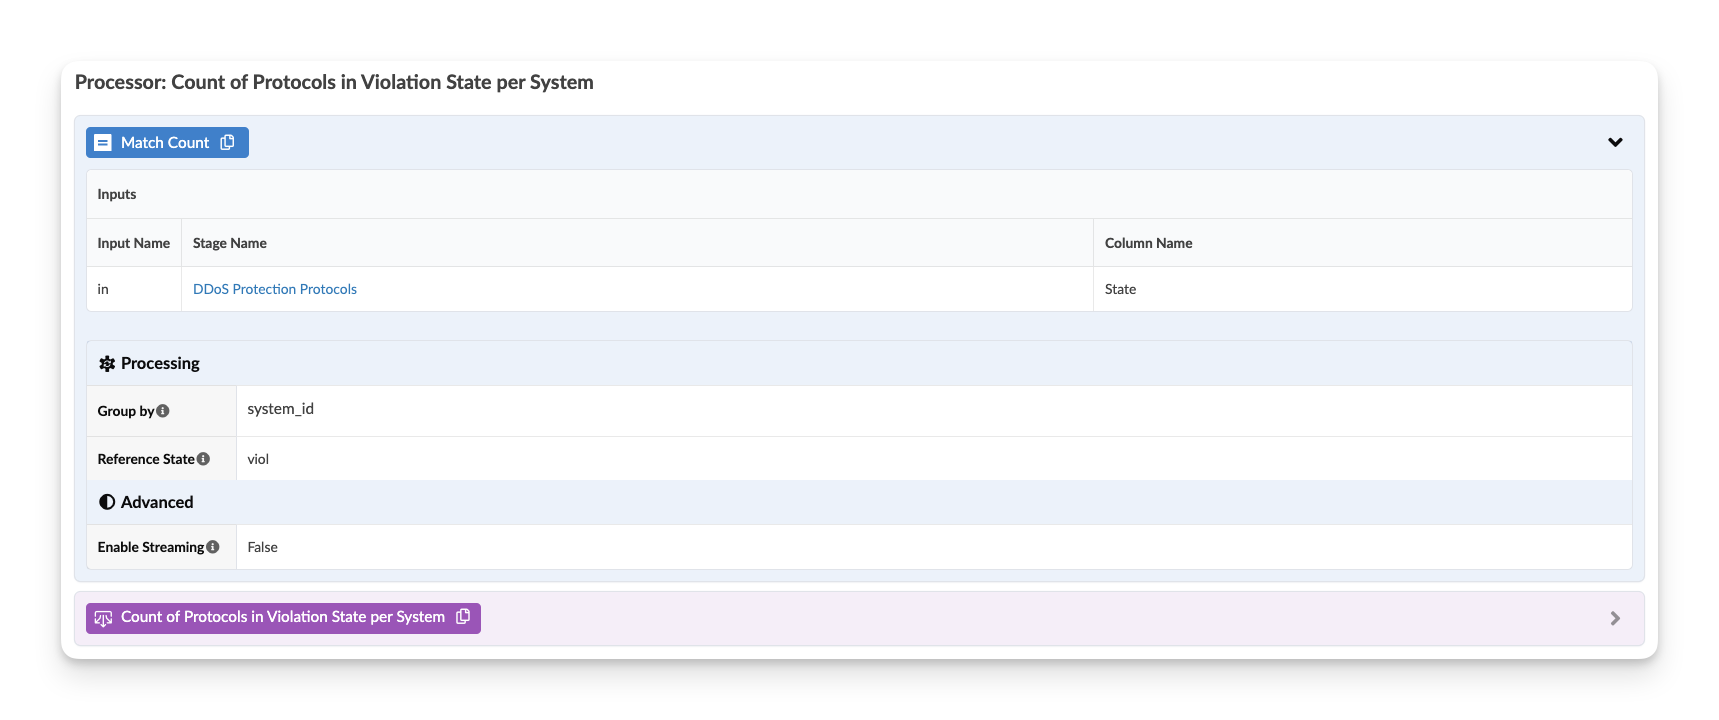 Processor: Count of Protocols in Violation State per System
Match Count
Inputs
Input Name Stage Name Column Name
in DDoS Protection Protocols State
Processing
Group by system_id
Reference State viol
Advanced
Enable Streaming False
Count of Protocols in Violation State per System